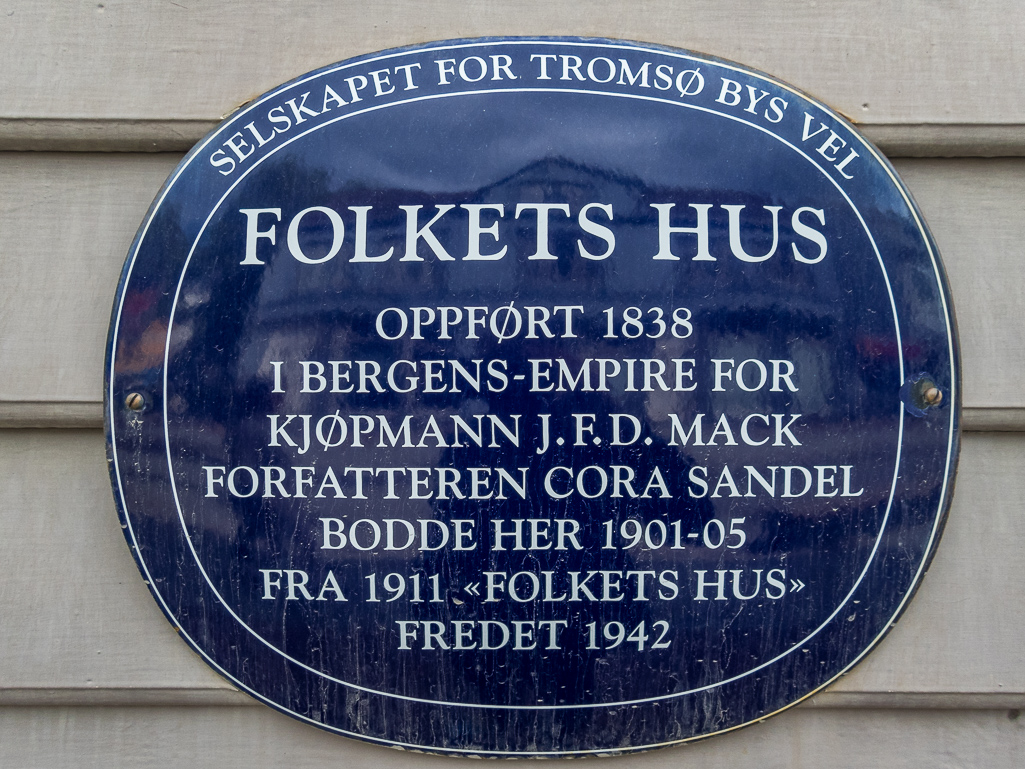 SELSKAPET FOR TROMSØ BYS VEL
FOLKETS HUS
OPPFØRT 1838
I BERGENS-EMPIRE FOR
KJØPMANN J.F.D. MACK
FORFATTEREN CORA SANDEL
BODDE HER 1901-05
FRA 1911 «FOLKETS HUS»
FREDET 1942